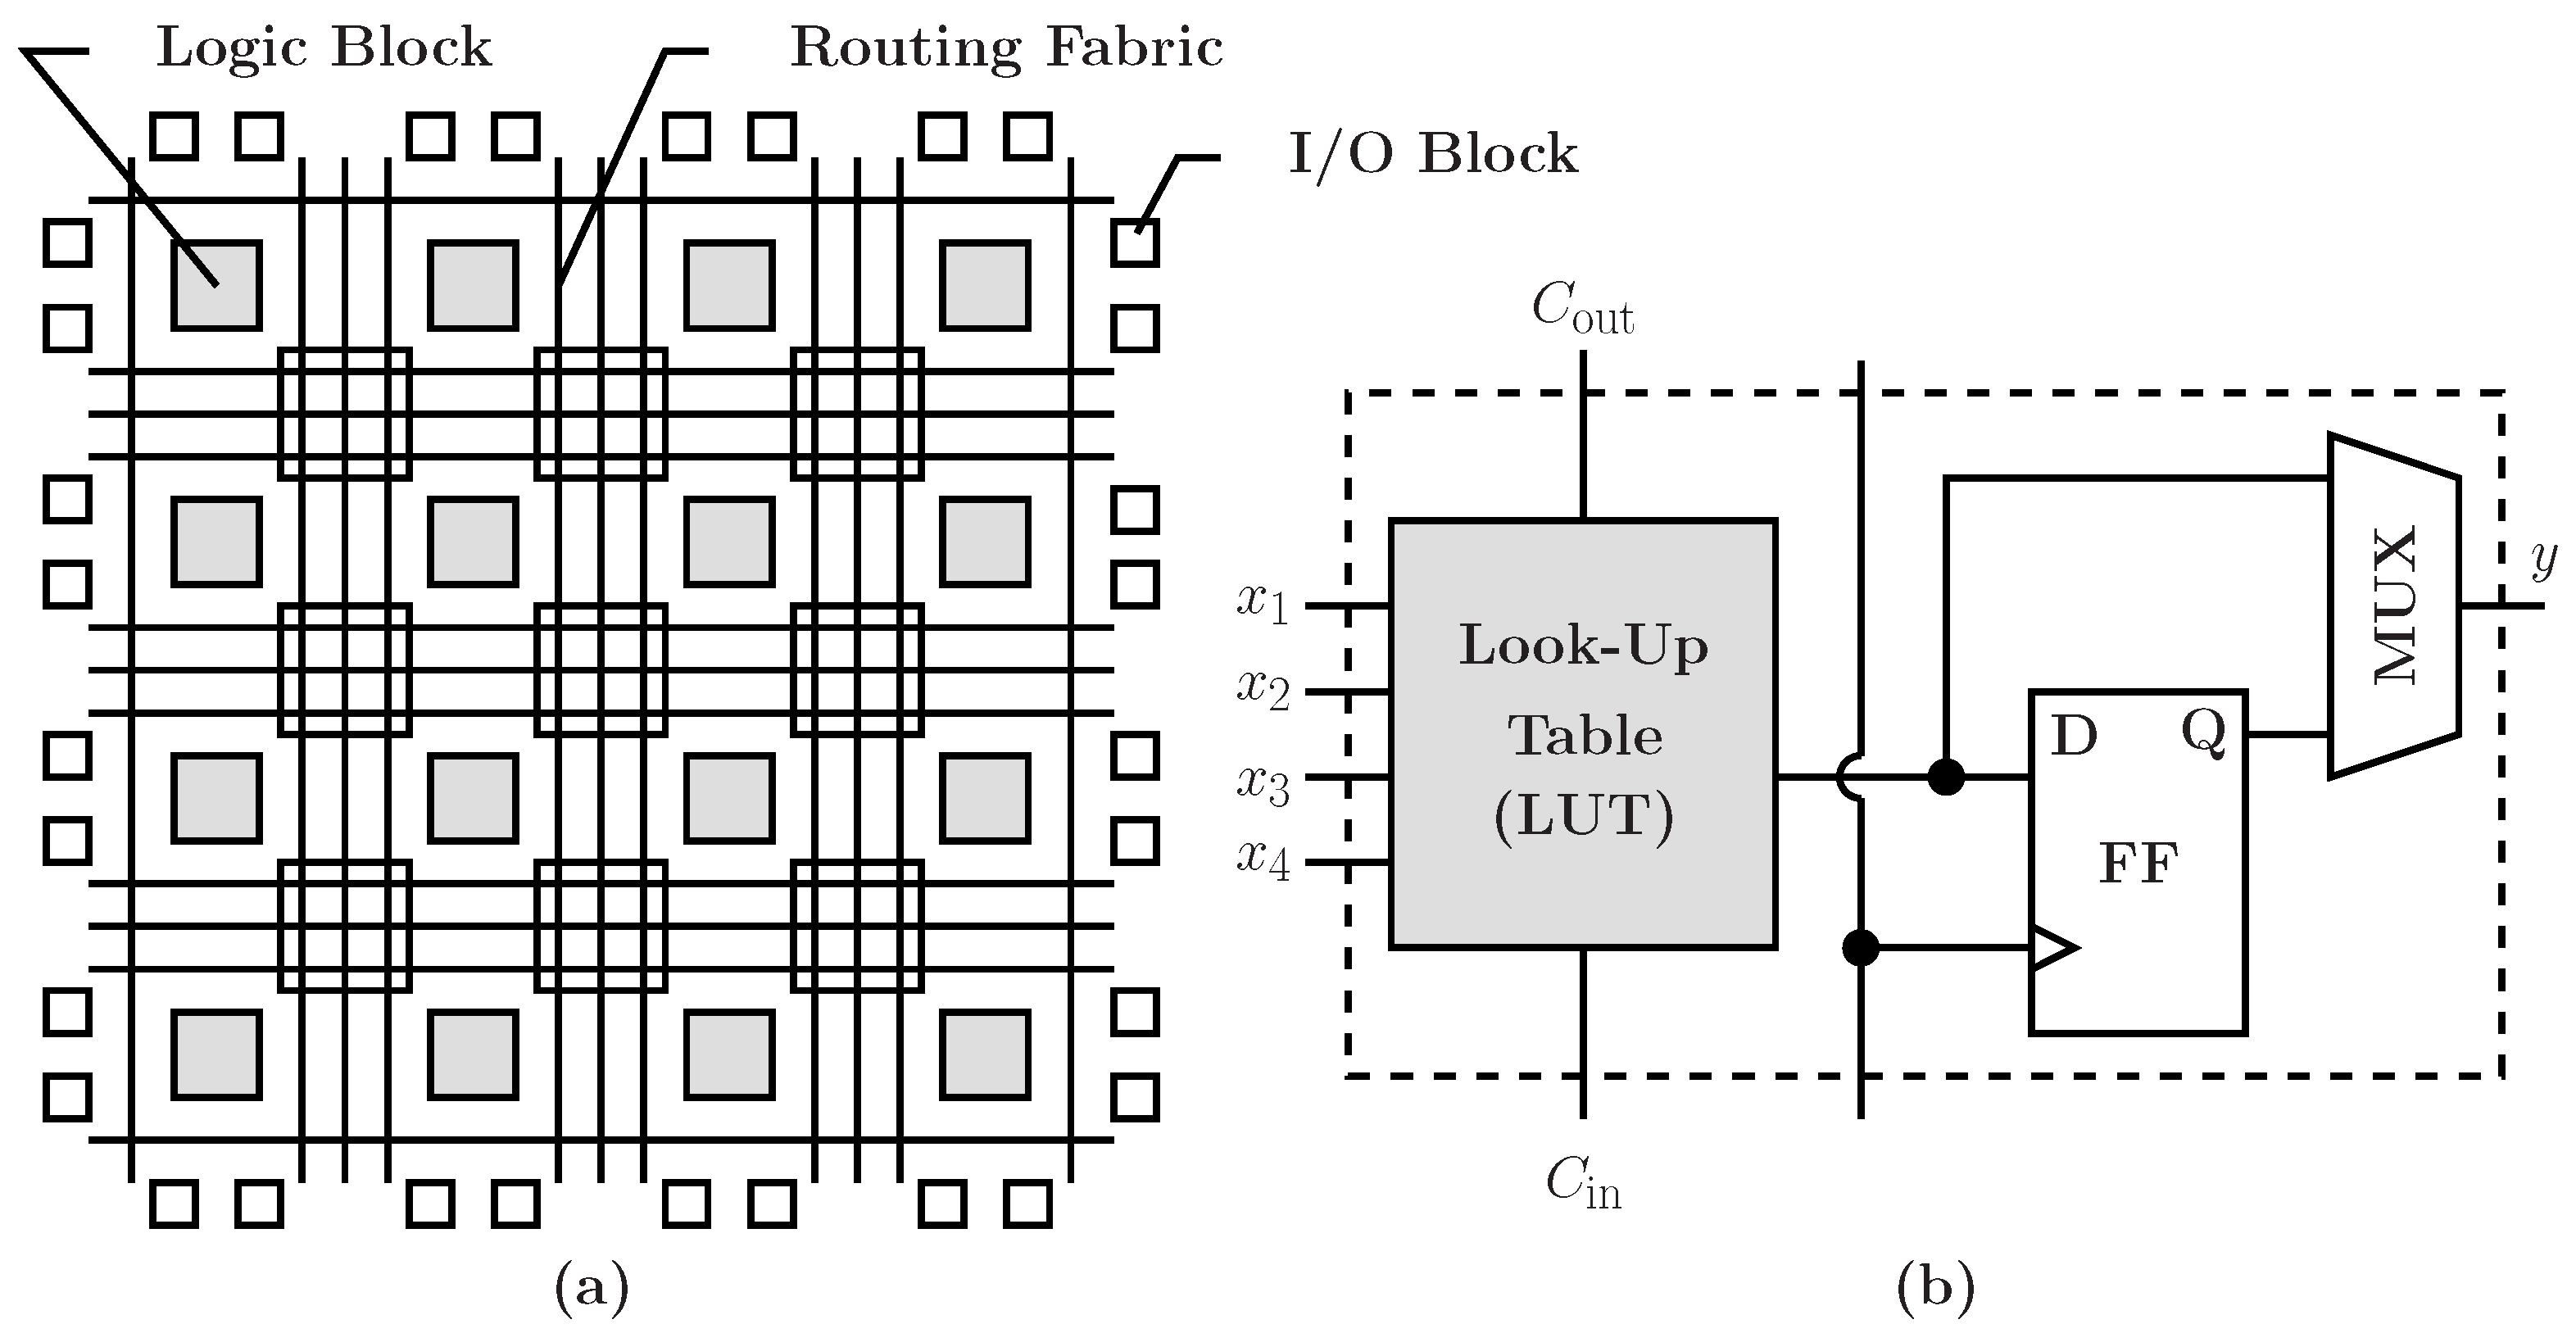 Logic Block
Routing Fabric
I/O Block
C_out
x_1
x_2
x_3
x_4
Look-Up
Table
(LUT)
C_in
D
Q
FF
MUX
y
(a)
(b)